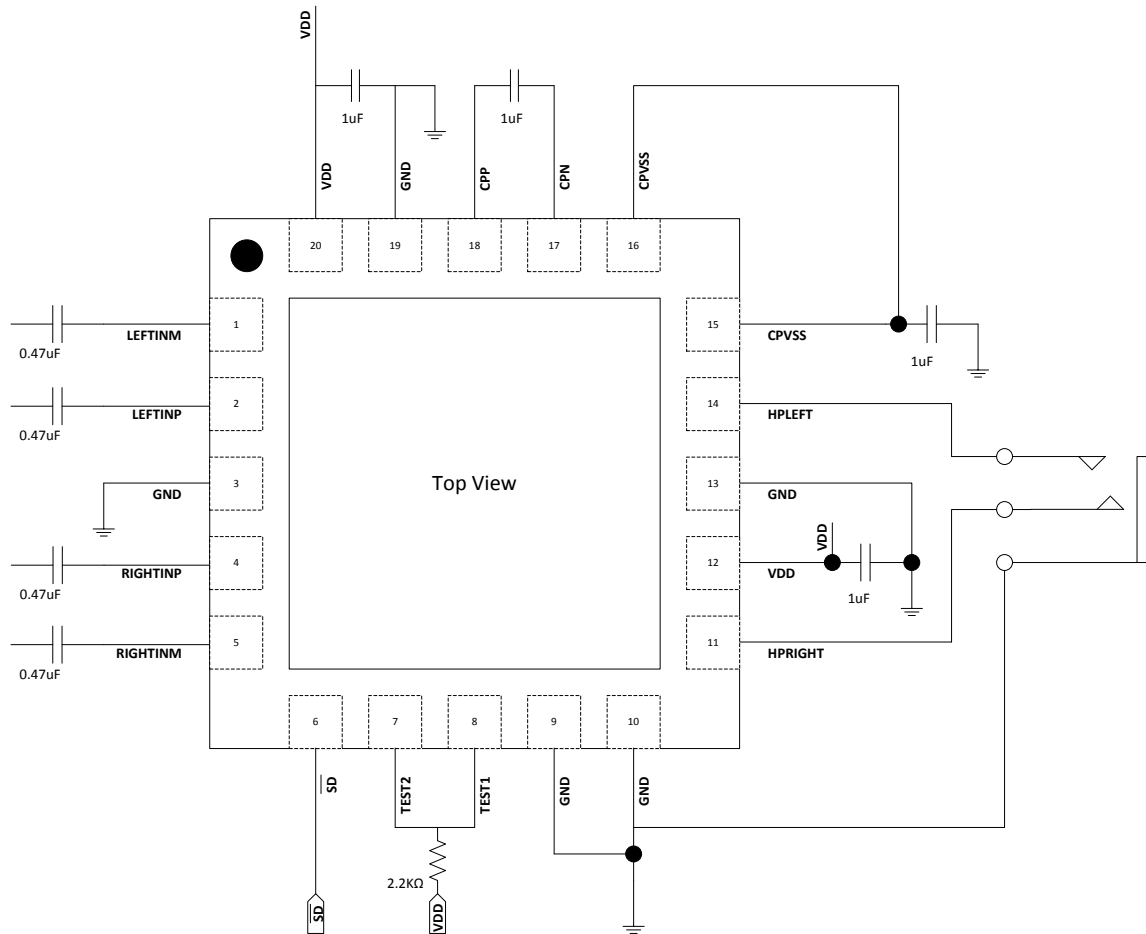 VDD
1uF
1uF
VDD
GND
CPP
CPN
CPVSS
20
19
18
17
16
LEFTINM
1
15
CPVSS
0.47uF
1uF
LEFTINP
2
14
HPLEFT
0.47uF
GND
3
Top View
13
GND
VDD
RIGHTINP
4
12
VDD
0.47uF
1uF
RIGHTINM
5
11
HPRIGHT
0.47uF
6
7
8
9
10
SD
TEST2
TEST1
GND
GND
2.2KΩ
SD
VDD